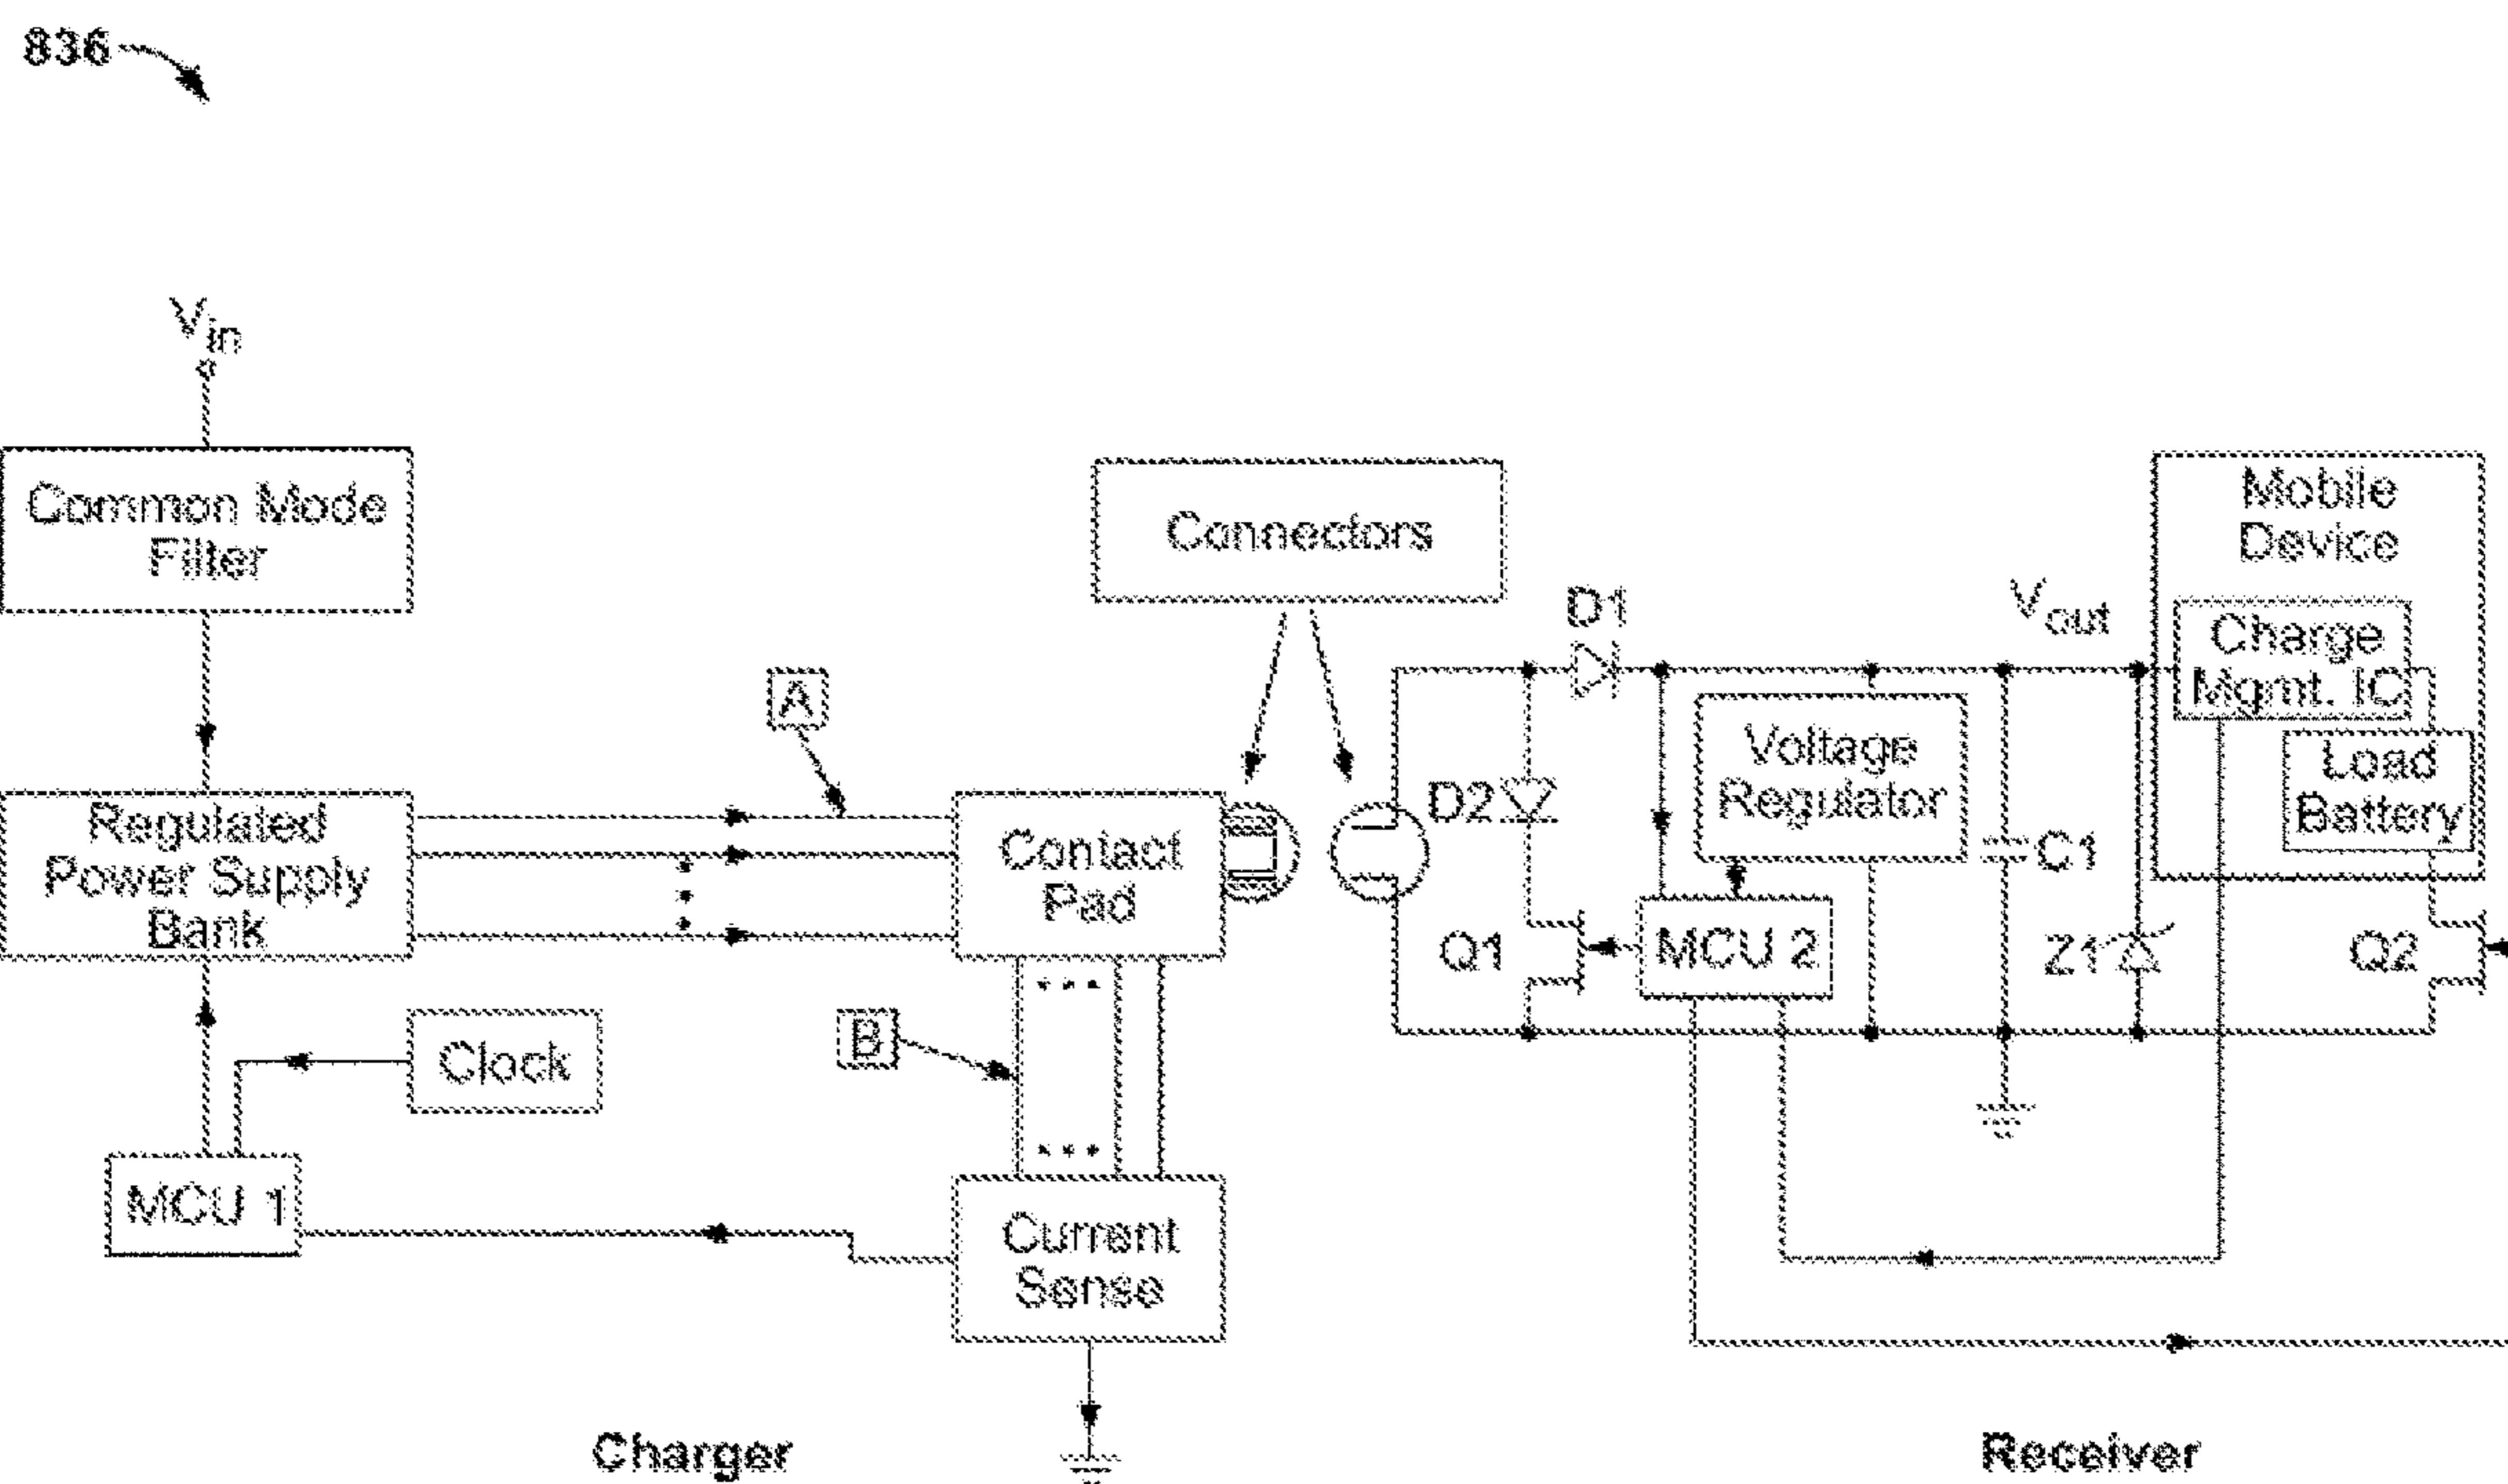 836
Vin
Common Mode
Filter
Regulated
Power Supply
Bank
MCU 1
Clock
A
B
Contact
Pad
Current
Sense
Connectors
D1
D2
Q1
MCU 2
Voltage
Regulator
C1
Z1
Vout
Mobile
Device
Charge
Mgmt. IC
Load
Battery
Q2
Charger
Receiver